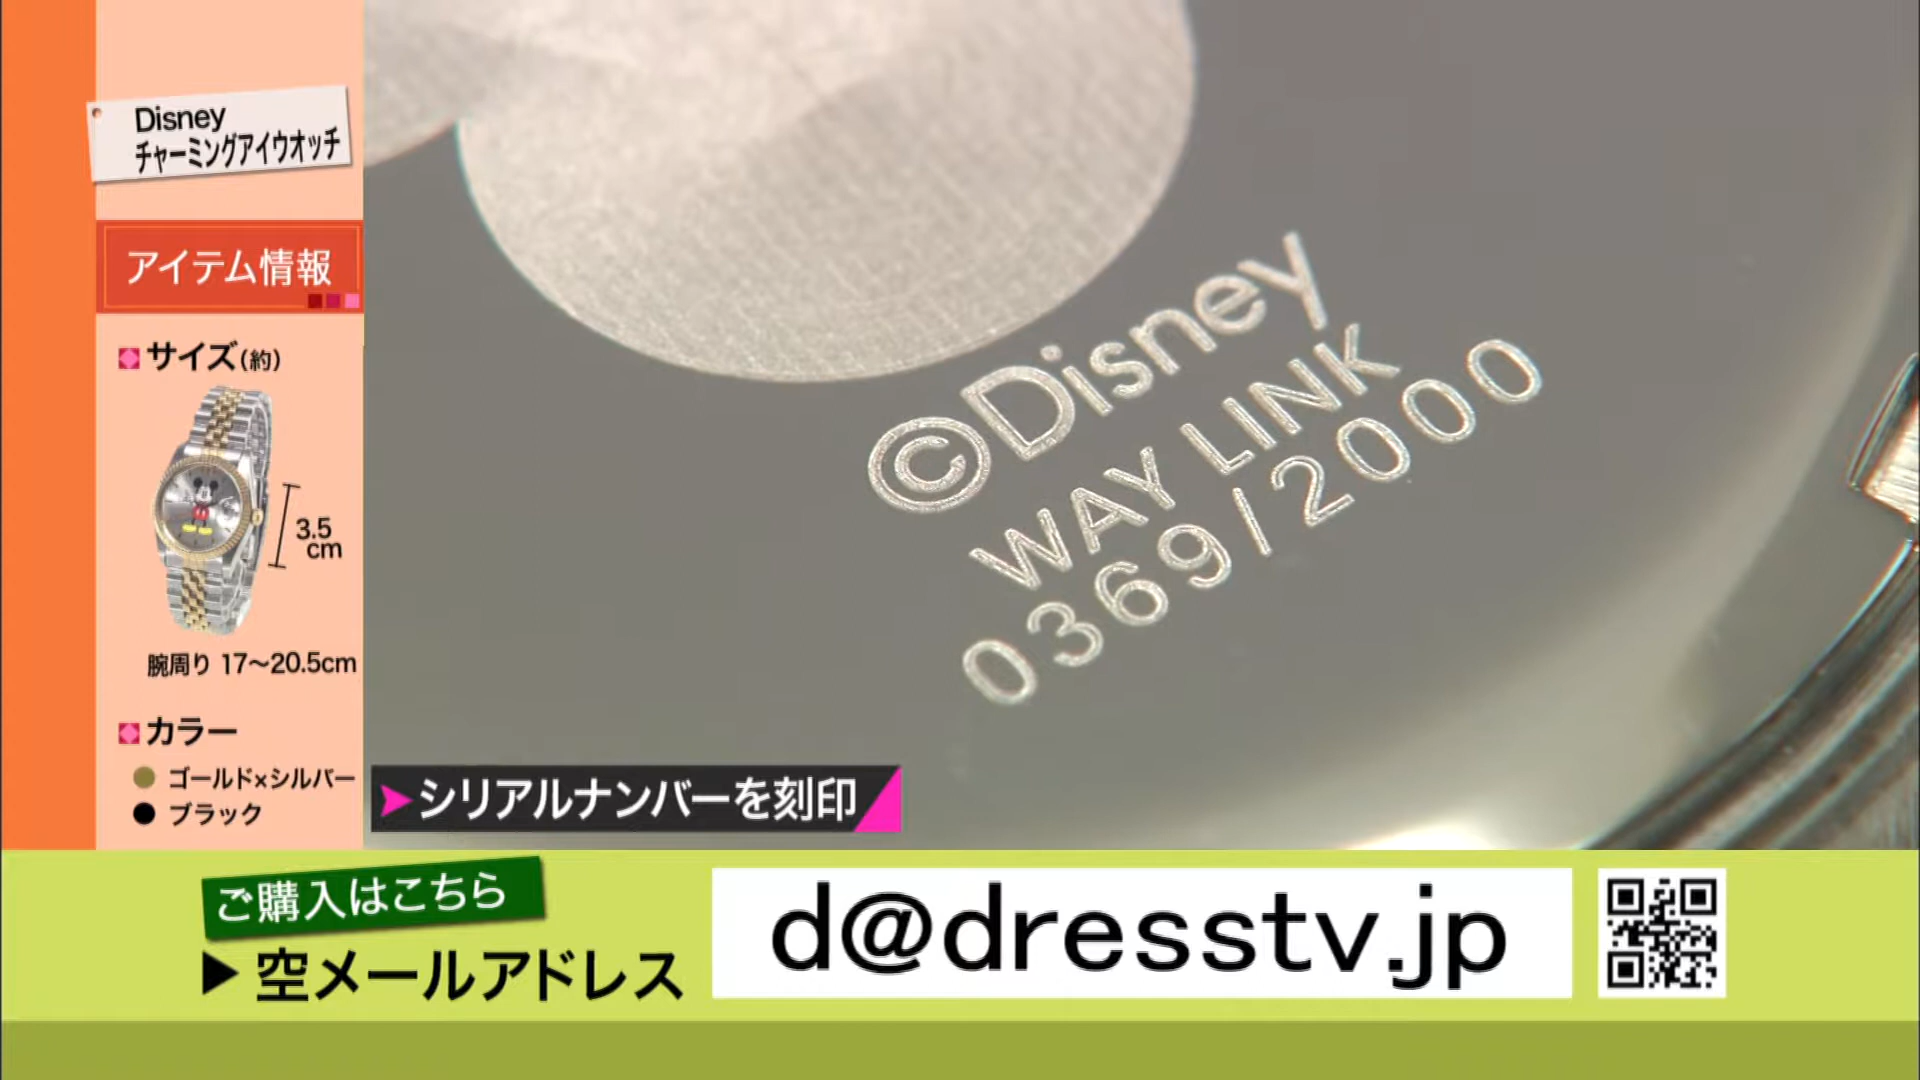 Disney
チャーミングアイウオッチ
アイテム情報
サイズ(約)
3.5
cm
腕周り 17〜20.5cm
カラー
ゴールド×シルバー
ブラック
©Disney
WAY LINK
0369/2000
シリアルナンバーを刻印
ご購入はこちら
▶空メールアドレス
d@dresstv.jp